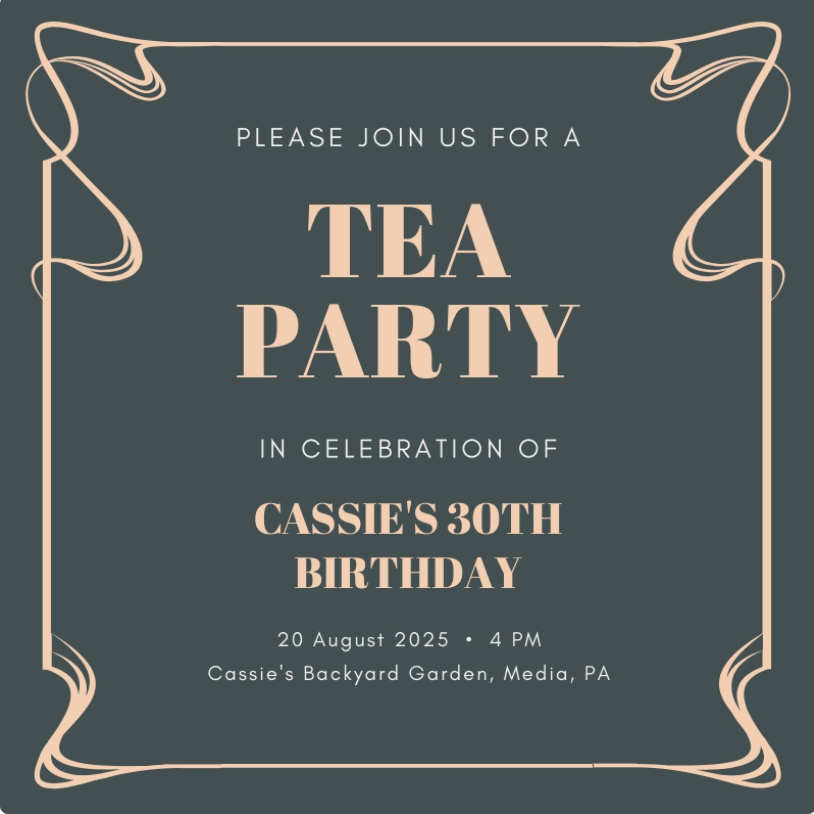 PLEASE JOIN US FOR A
TEA
PARTY
IN CELEBRATION OF
CASSIE'S 30TH
BIRTHDAY
20 August 2025 • 4 PM
Cassie's Backyard Garden, Media, PA